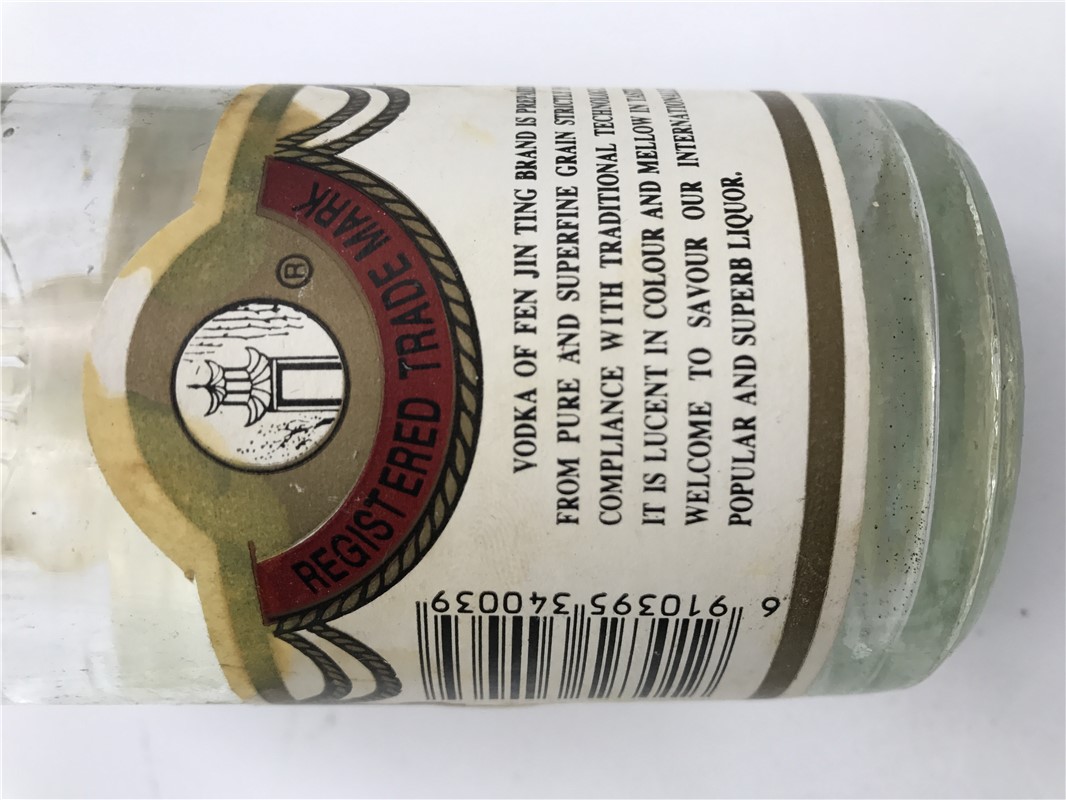 REGISTERED TRADE MARK
®
VODKA OF FEN JIN TING BRAND IS
FROM PURE AND SUPERFINE GRAIN STRICTLY
COMPLIANCE WITH TRADITIONAL
IT IS LUCENT IN COLOUR AND MELLOW IN
WELCOME TO SAVOUR OUR
POPULAR AND SUPERB LIQUOR.
6 910395 340039